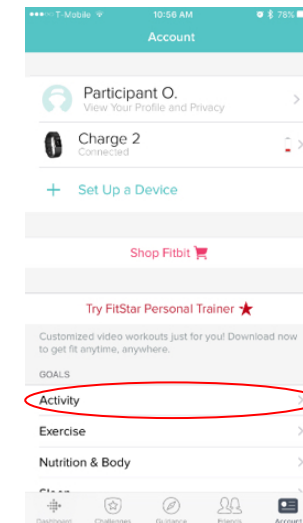 T-Mobile 10:56 AM 78%
Account
Participant O.
View Your Profile and Privacy
Charge 2
Connected
+ Set Up a Device
Shop Fitbit
Try FitStar Personal Trainer
Customized video workouts just for you! Download now
to get fit anytime, anywhere.
GOALS
Activity
Exercise
Nutrition & Body
Sleep
Dashboard Challenges Guidance Friends Account